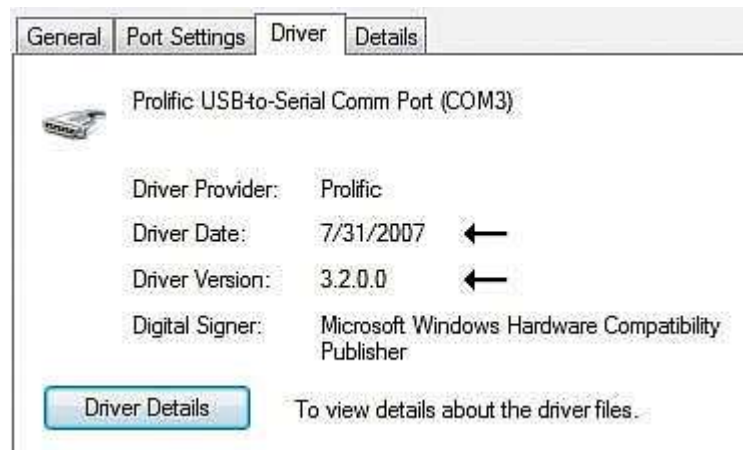 General Port Settings Driver Details
Prolific USB-to-Serial Comm Port (COM3)
Driver Provider: Prolific
Driver Date: 7/31/2007
Driver Version: 3.2.0.0
Digital Signer: Microsoft Windows Hardware Compatibility
Publisher
Driver Details To view details about the driver files.